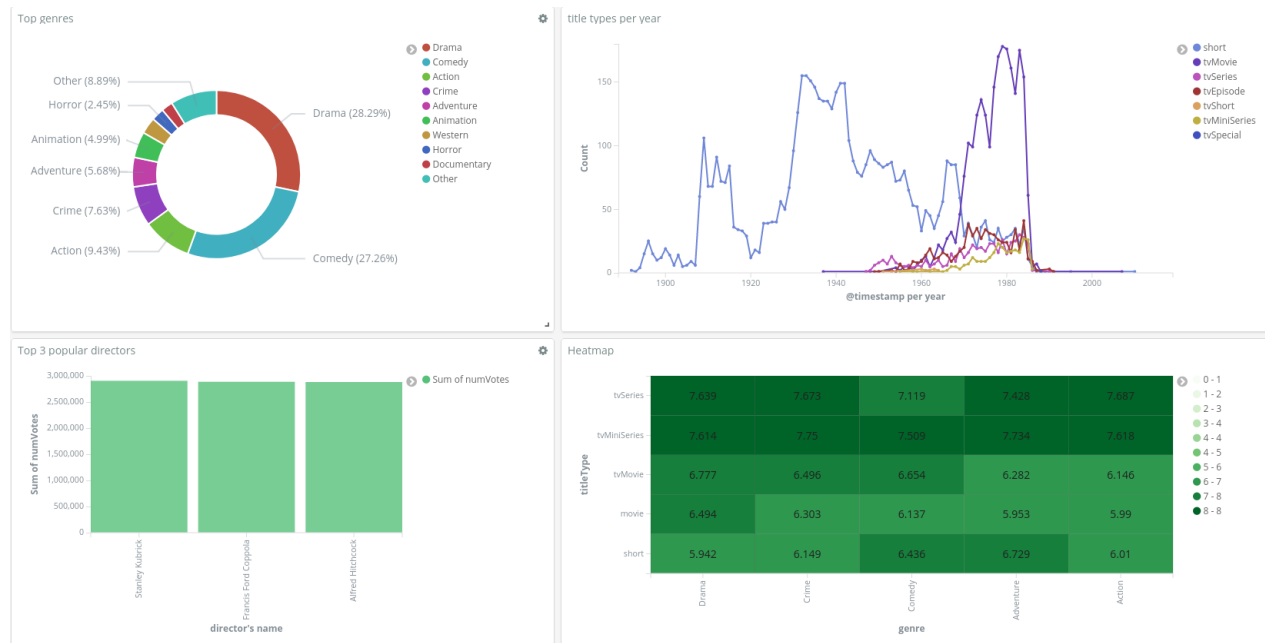 Top genres
Other (8.89%)
Horror (2.45%)
Animation (4.99%)
Adventure (5.68%)
Crime (7.63%)
Action (9.43%)
Drama (28.29%)
Comedy (27.26%)
Drama
Comedy
Action
Crime
Adventure
Animation
Western
Horror
Documentary
Other
title types per year
150
100
50
0
Count
1900
1920
1940
1960
1980
2000
@timestamp per year
short
tvMovie
tvSeries
tvEpisode
tvShort
tvMiniSeries
tvSpecial
Top 3 popular directors
3,000,000
2,500,000
2,000,000
1,500,000
1,000,000
500,000
0
Sum of numVotes
Stanley Kubrick
Francis Ford Coppola
Alfred Hitchcock
director's name
Sum of numVotes
Heatmap
titleType
tvSeries 7.639 7.673 7.119 7.428 7.687
tvMiniSeries 7.614 7.75 7.509 7.734 7.618
tvMovie 6.777 6.496 6.654 6.282 6.146
movie 6.494 6.303 6.137 5.953 5.99
short 5.942 6.149 6.436 6.729 6.01
Drama
Crime
Comedy
Adventure
Action
genre
0 - 1
1 - 2
2 - 3
3 - 4
4 - 4
4 - 5
5 - 6
6 - 7
7 - 8
8 - 8